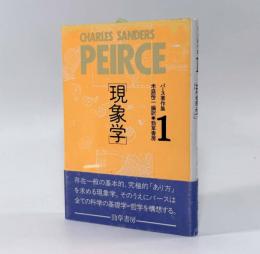 CHARLES SANDERS
PEIRCE
[現象学]
パース著作集
1
米盛裕二 編訳●勁草書房
存在一般の基本的、究極的「あり方」
を求める現象学。そのうえにパースは
全ての科学の基礎学=哲学を構想する。
勁草書房